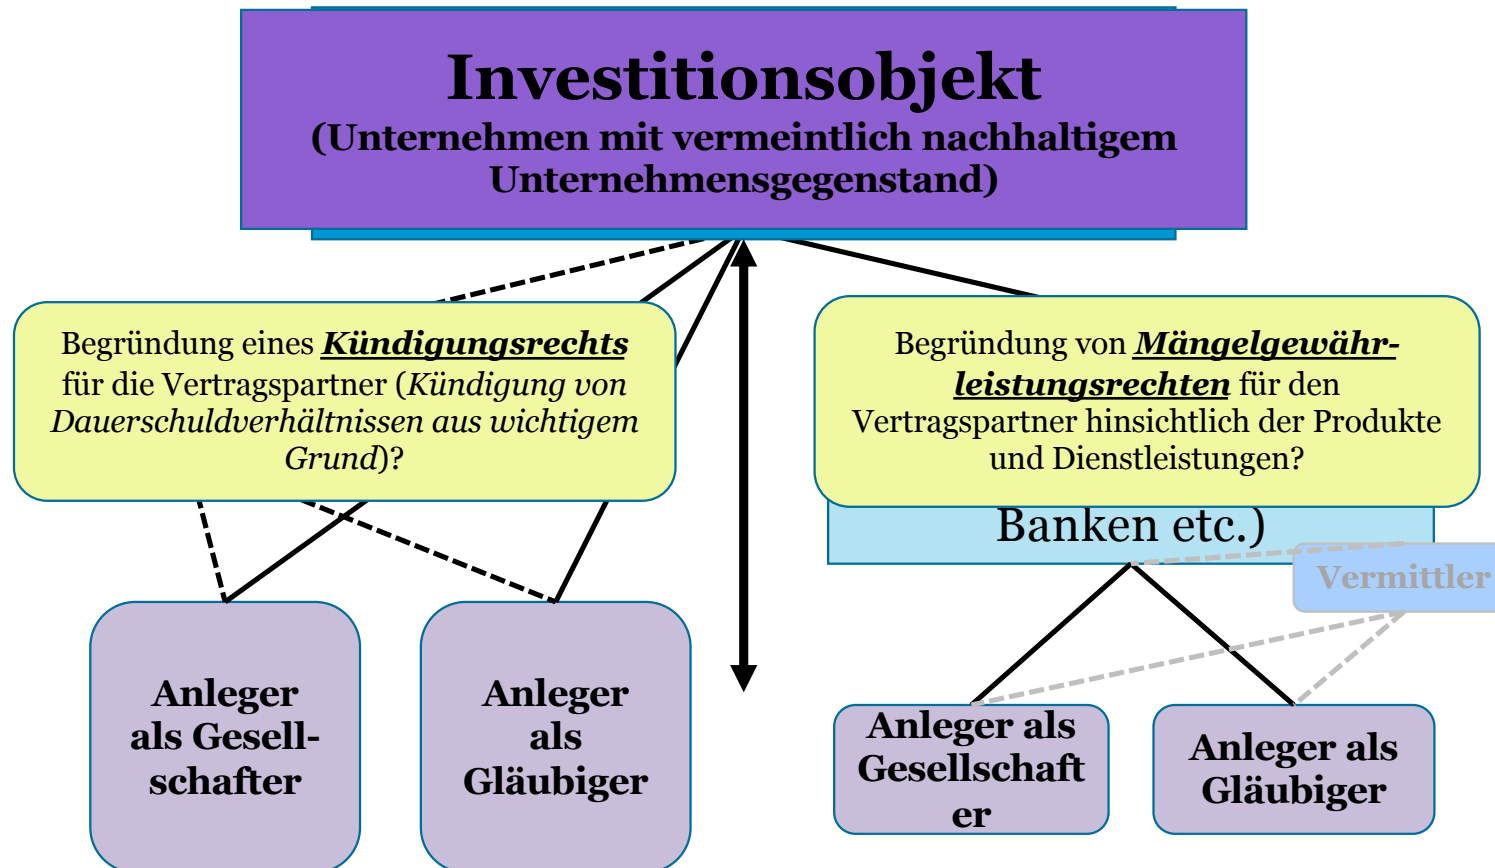 Investitionsobjekt
(Unternehmen mit vermeintlich nachhaltigem
Unternehmensgegenstand)
Begründung eines Kündigungsrechts
für die Vertragspartner (Kündigung von
Dauerschuldverhältnissen aus wichtigem
Grund)?
Begründung von Mängelgewähr-
leistungsrechten für den
Vertragspartner hinsichtlich der Produkte
und Dienstleistungen?
Banken etc.)
Vermittler
Anleger
als Gesell-
schafter
Anleger
als
Gläubiger
Anleger als
Gesellschaft
er
Anleger als
Gläubiger